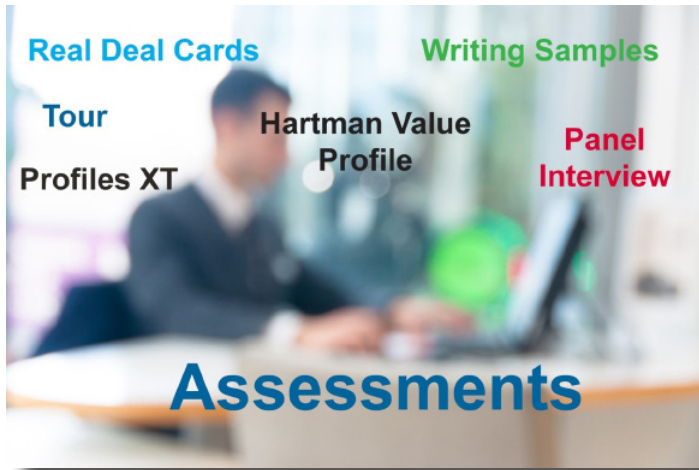 Real Deal Cards
Writing Samples
Tour
Hartman Value
Profile
Panel
Interview
Profiles XT
Assessments